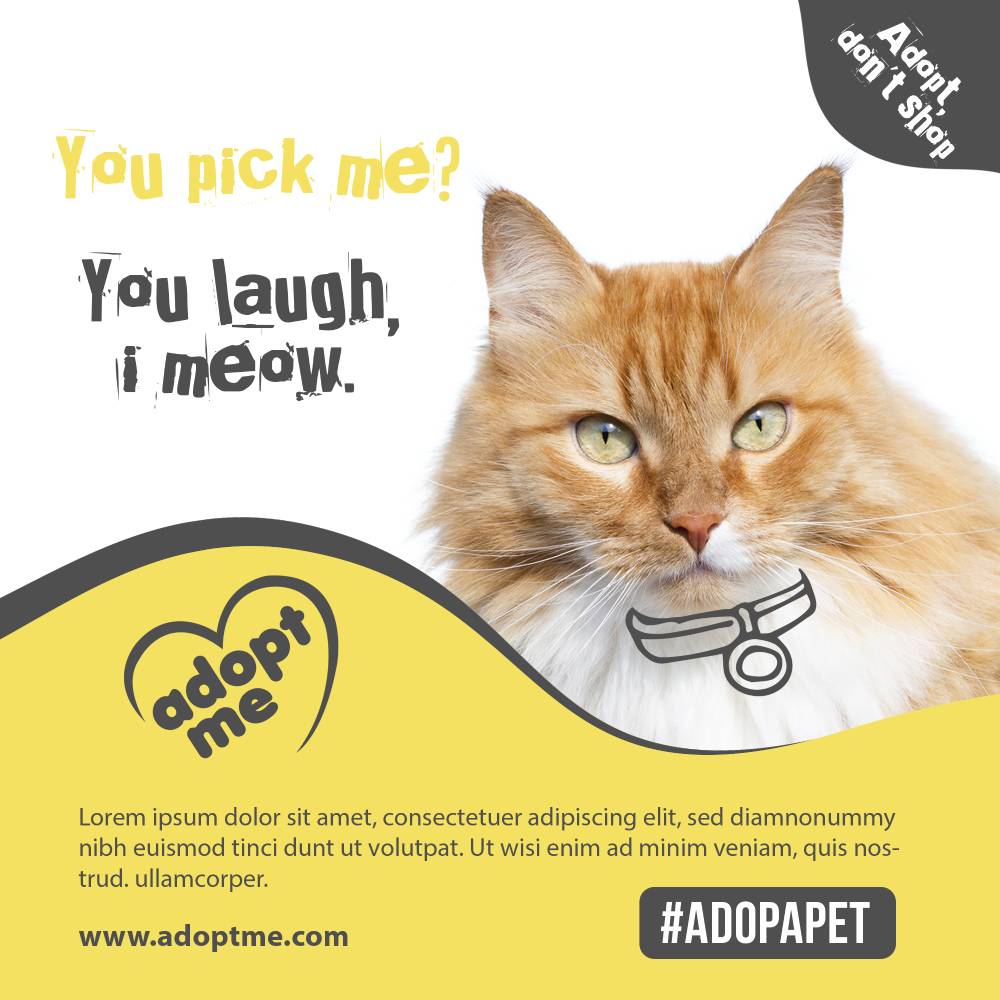 Adopt,
don't shop
You pick me?
You laugh,
i meow.
adopt
me
Lorem ipsum dolor sit amet, consectetuer adipiscing elit, sed diamnonummy
nibh euismod tinci dunt ut volutpat. Ut wisi enim ad minim veniam, quis nos-
trud. ullamcorper.
www.adoptme.com
#ADOPAPET